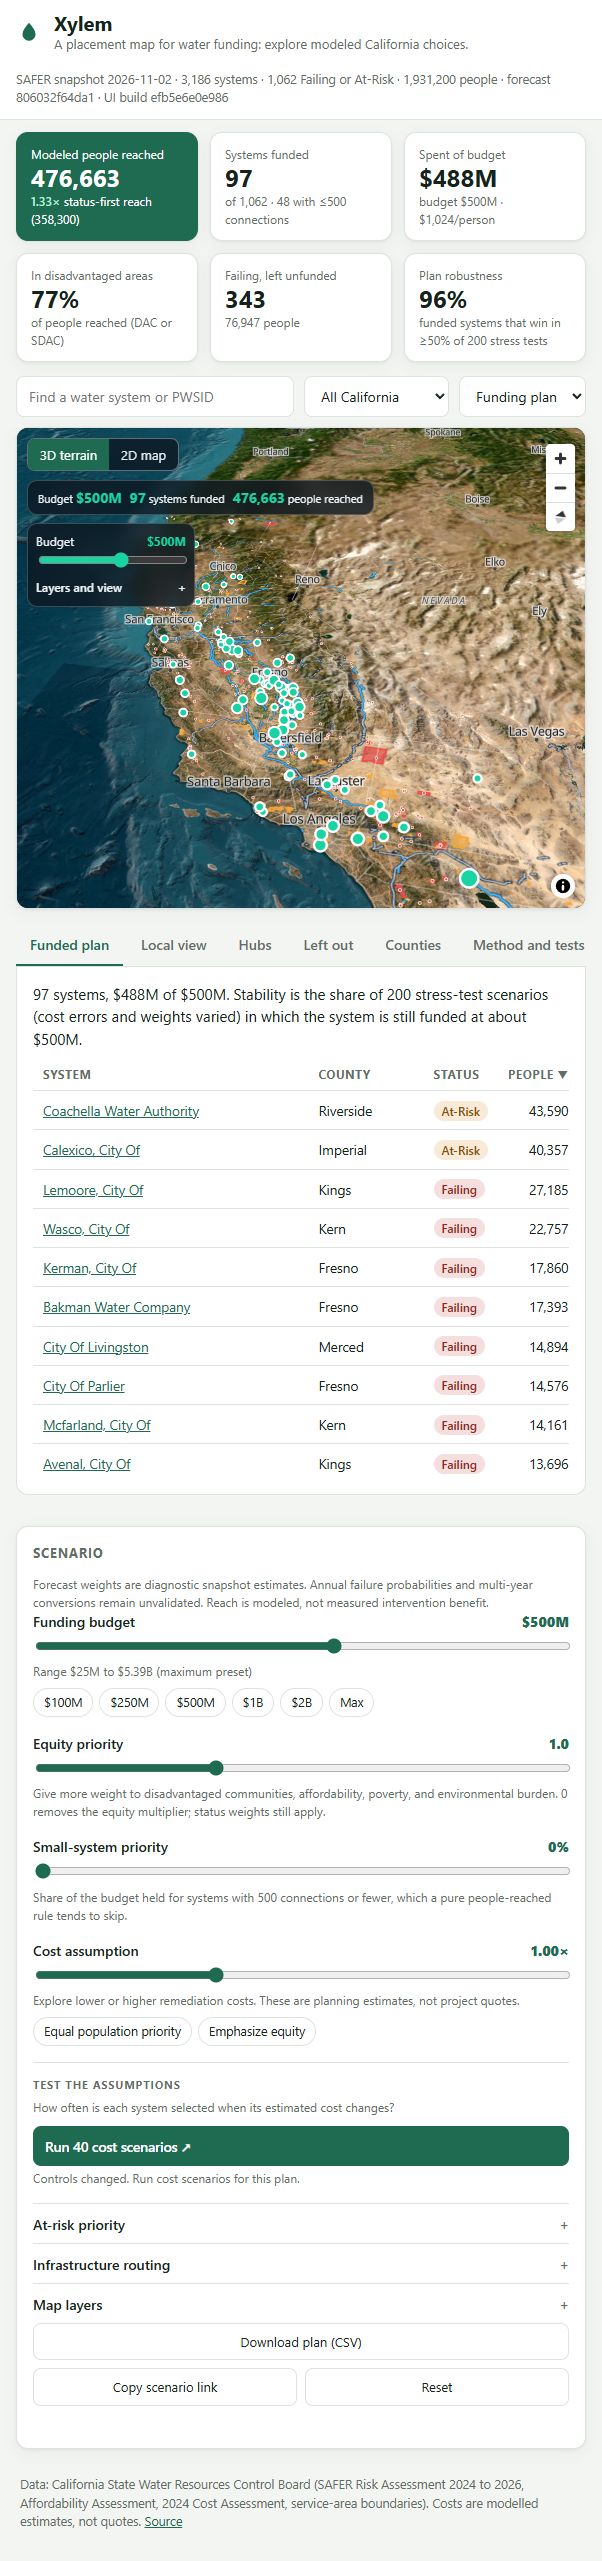 Xylem
A placement map for water funding: explore modeled California choices.
SAFER snapshot 2026-11-02 · 3,186 systems · 1,062 Failing or At-Risk · 1,931,200 people · forecast
806032f64da1 · UI build efb5e6e0e986
Modeled people reached
476,663
1.33× status-first reach
(358,300)
Systems funded
97
of 1,062 · 48 with ≤500
connections
Spent of budget
$488M
budget $500M ·
$1,024/person
In disadvantaged areas
77%
of people reached (DAC or
SDAC)
Failing, left unfunded
343
76,947 people
Plan robustness
96%
funded systems that win in
≥50% of 200 stress tests
Find a water system or PWSID
All California
Funding plan
Spokane
Portland
Mis
3D terrain
2D map
Budget $500M 97 systems funded 476,663 people reached
Boise
Budget
$500M
Layers and view
+
Chico
Elko
Reno
ramento
NEVADA
Ely
San Francisco
Salinas
Fresno
Bakersfield
Las Vegas
Santa Barbara
Lancaster
Los Angeles
Funded plan
Local view
Hubs
Left out
Counties
Method and tests
97 systems, $488M of $500M. Stability is the share of 200 stress-test scenarios
(cost errors and weights varied) in which the system is still funded at about
$500M.
SYSTEM COUNTY STATUS PEOPLE ▼
Coachella Water Authority Riverside At-Risk 43,590
Calexico, City Of Imperial At-Risk 40,357
Lemoore, City Of Kings Failing 27,185
Wasco, City Of Kern Failing 22,757
Kerman, City Of Fresno Failing 17,860
Bakman Water Company Fresno Failing 17,393
City Of Livingston Merced Failing 14,894
City Of Parlier Fresno Failing 14,576
Mcfarland, City Of Kern Failing 14,161
Avenal, City Of Kings Failing 13,696
SCENARIO
Forecast weights are diagnostic snapshot estimates. Annual failure probabilities and multi-year
conversions remain unvalidated. Reach is modeled, not measured intervention benefit.
Funding budget $500M
Range $25M to $5.39B (maximum preset)
$100M $250M $500M $1B $2B Max
Equity priority 1.0
Give more weight to disadvantaged communities, affordability, poverty, and environmental burden. 0
removes the equity multiplier; status weights still apply.
Small-system priority 0%
Share of the budget held for systems with 500 connections or fewer, which a pure people-reached
rule tends to skip.
Cost assumption 1.00×
Explore lower or higher remediation costs. These are planning estimates, not project quotes.
Equal population priority Emphasize equity
TEST THE ASSUMPTIONS
How often is each system selected when its estimated cost changes?
Run 40 cost scenarios ↗
Controls changed. Run cost scenarios for this plan.
At-risk priority +
Infrastructure routing +
Map layers +
Download plan (CSV)
Copy scenario link
Reset
Data: California State Water Resources Control Board (SAFER Risk Assessment 2024 to 2026,
Affordability Assessment, 2024 Cost Assessment, service-area boundaries). Costs are modelled
estimates, not quotes. Source